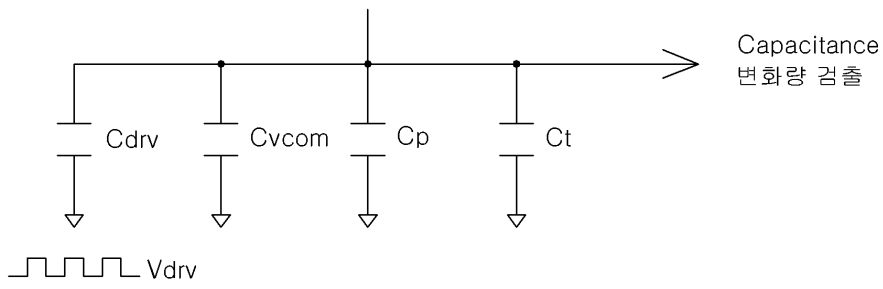 Capacitance
변화량 검출
Cdrv
Cvcom
Cp
Ct
Vdrv